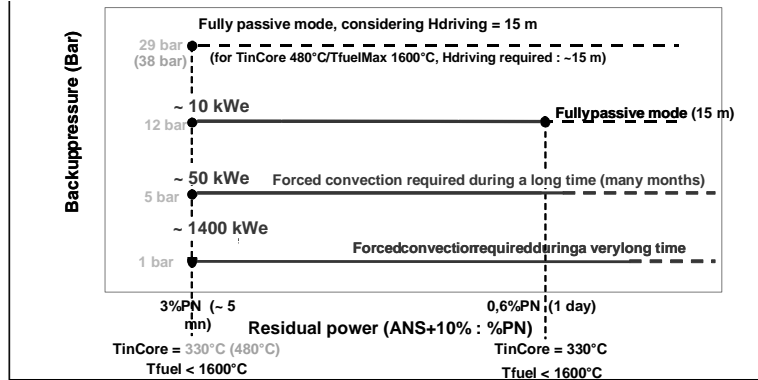 Fully passive mode, considering Hdriving = 15 m
29 bar
(38 bar)
(for TinCore 480°C/TfuelMax 1600°C, Hdriving required : ~15 m)
~ 10 kWe
12 bar
Fullypassive mode (15 m)
~ 50 kWe
Forced convection required during a long time (many months)
5 bar
~ 1400 kWe
Forcedconvectionrequiredduringa verylong time
1 bar
Backuppressure (Bar)
3%PN (~ 5
mn)
0,6%PN (1 day)
Residual power (ANS+10% : %PN)
TinCore = 330°C (480°C)
Tfuel < 1600°C
TinCore = 330°C
Tfuel < 1600°C